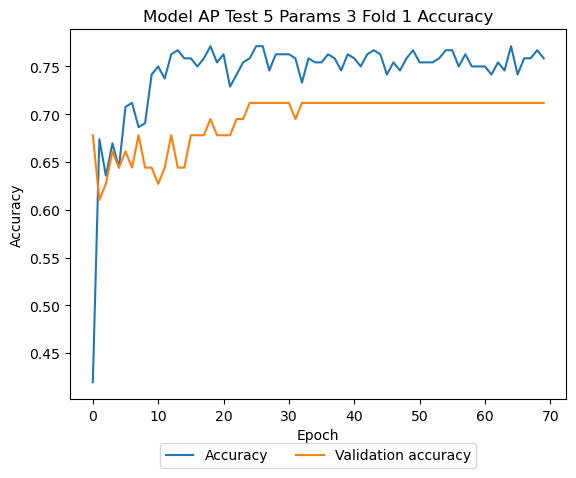 Model AP Test 5 Params 3 Fold 1 Accuracy
0.75
0.70
0.65
0.60
0.55
0.50
0.45
Accuracy
0 10 20 30 40 50 60 70
Epoch
Accuracy Validation accuracy